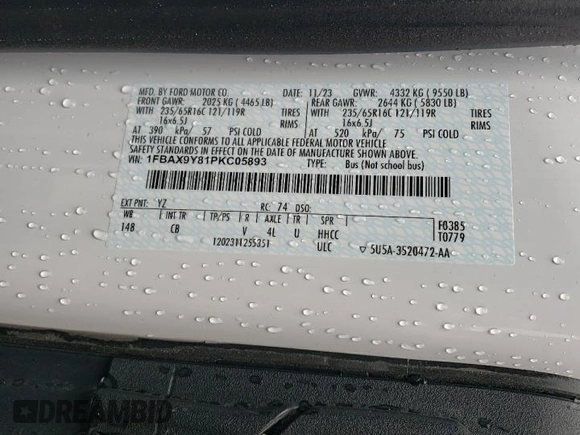 MFD. BY FORD MOTOR CO. DATE: 11/23 GVWR: 4332 KG ( 9550 LB)
FRONT GAWR: 2025 KG ( 4465 LB) REAR GAWR: 2644 KG ( 5830 LB)
WITH 235/65R16C 121/119R TIRES WITH 235/65R16C 121/119R TIRES
16x6.5J RIMS 16x6.5J RIMS
AT 390 kPa/ 57 PSI COLD AT 520 kPa/ 75 PSI COLD
THIS VEHICLE CONFORMS TO ALL APPLICABLE FEDERAL MOTOR VEHICLE
SAFETY STANDARDS IN EFFECT ON THE DATE OF MANUFACTURE SHOWN ABOVE.
VIN: 1FBAX9Y81PKC05893 TYPE: Bus (Not school bus)
EXT PNT: YZ RC: 74 DSO:
WB INT TR TP/PS R AXLE TR SPR F0385
148 CB V 4L U HHCC T0779
120231125S351 ULC 5U5A-3S20472-AA
DREAMBID